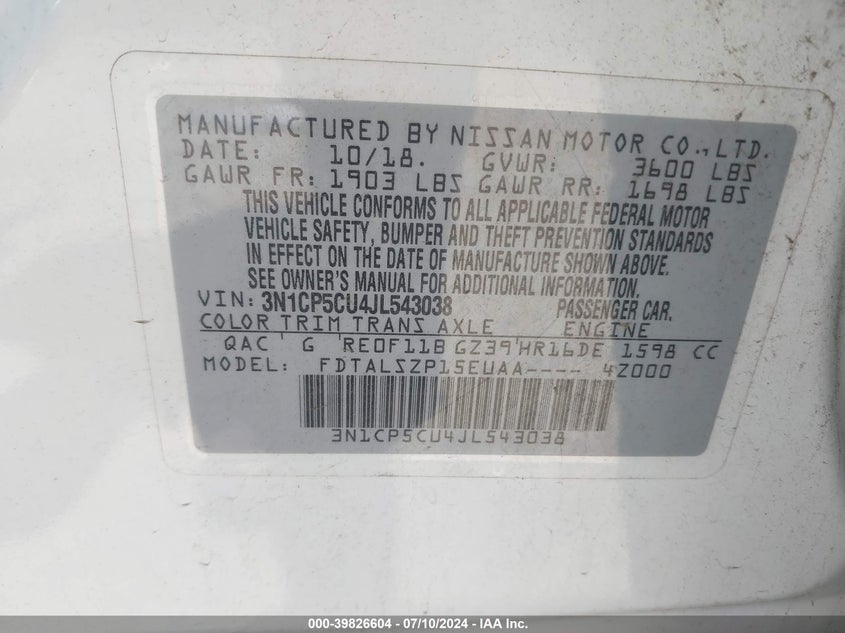 MANUFACTURED BY NISSAN MOTOR CO., LTD.
DATE: 10/18. GVWR: 3600 LBS
GAWR FR: 1903 LBS GAWR RR: 1698 LBS
THIS VEHICLE CONFORMS TO ALL APPLICABLE FEDERAL MOTOR
VEHICLE SAFETY, BUMPER AND THEFT PREVENTION STANDARDS
IN EFFECT ON THE DATE OF MANUFACTURE SHOWN ABOVE.
SEE OWNER'S MANUAL FOR ADDITIONAL INFORMATION.
VIN: 3N1CP5CU4JL543038 PASSENGER CAR.
COLOR TRIM TRANS AXLE ENGINE
QAC G RE0F11B GZ39 HR16DE 1598 CC
MODEL: FDTALSZP15EUAA---- 4Z000
3N1CP5CU4JL543038
000-39826604 / 07/10/2024 - IAA Inc.